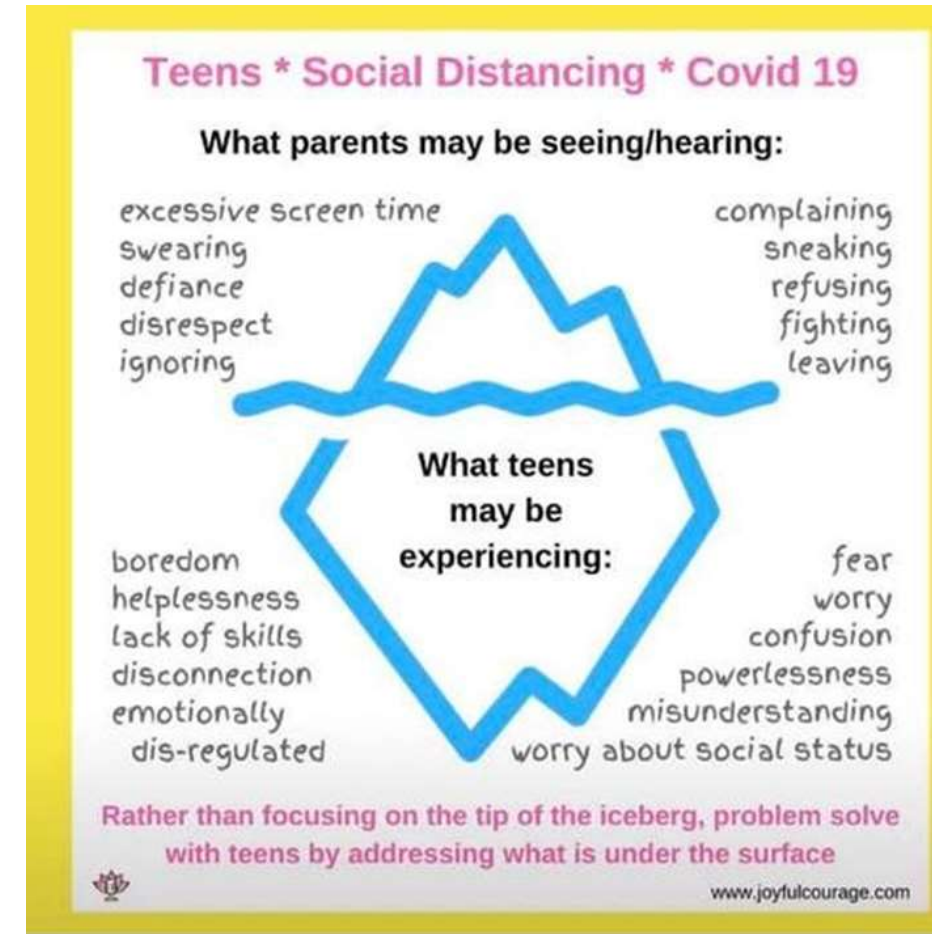 Teens * Social Distancing * Covid 19
What parents may be seeing/hearing:
excessive screen time
swearing
defiance
disrespect
ignoring
complaining
sneaking
refusing
fighting
leaving
What teens
may be
experiencing:
boredom
helplessness
lack of skills
disconnection
emotionally
dis-regulated
fear
worry
confusion
powerlessness
misunderstanding
worry about social status
Rather than focusing on the tip of the iceberg, problem solve
with teens by addressing what is under the surface
www.joyfulcourage.com